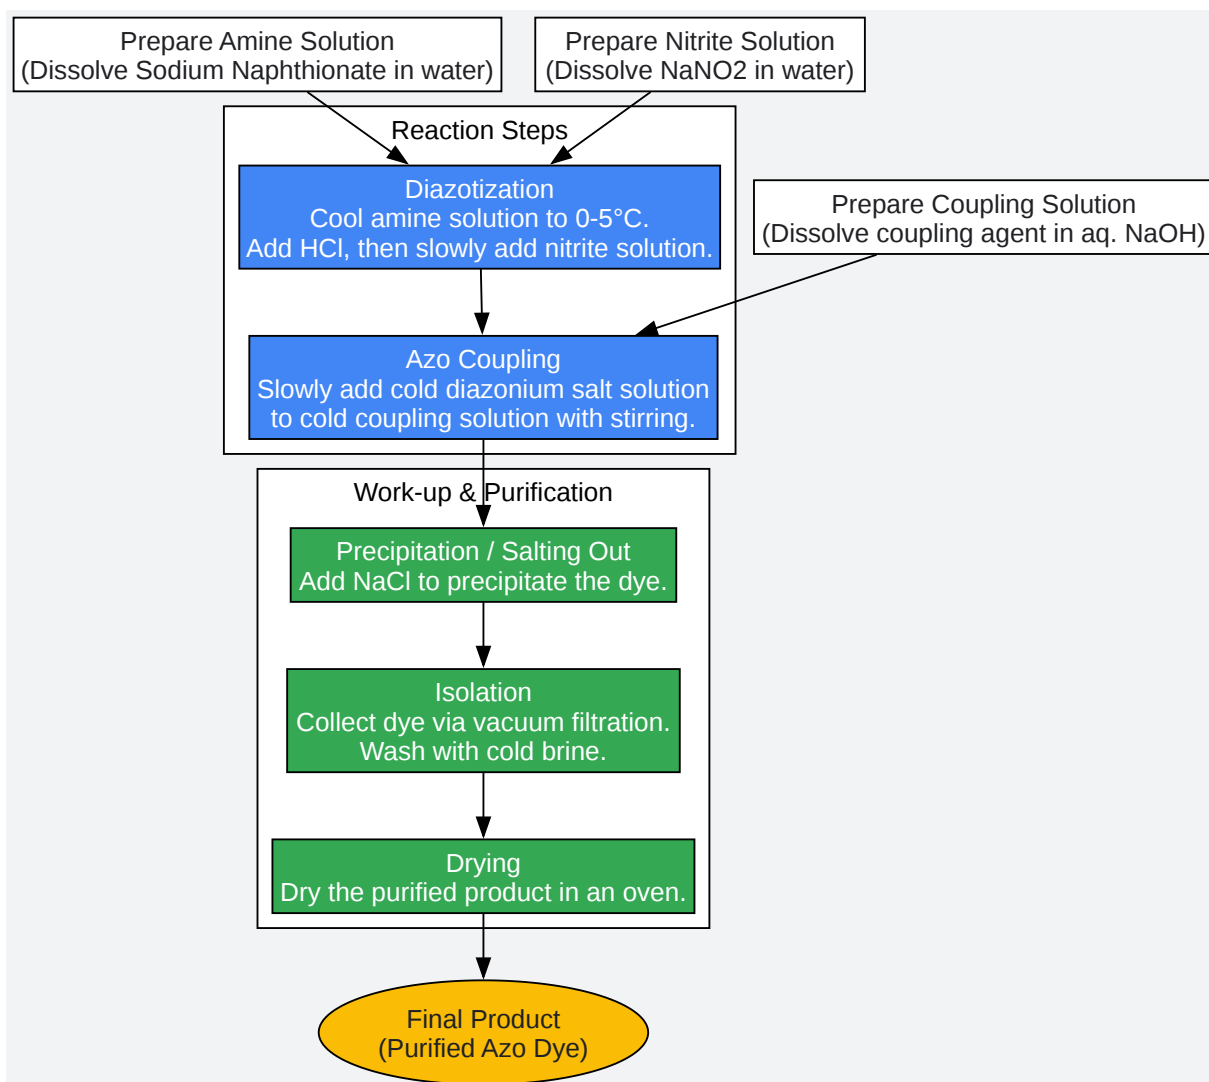 Prepare Amine Solution
(Dissolve Sodium Naphthionate in water)
Prepare Nitrite Solution
(Dissolve NaNO2 in water)
Reaction Steps
Diazotization
Cool amine solution to 0-5°C.
Add HCl, then slowly add nitrite solution.
Prepare Coupling Solution
(Dissolve coupling agent in aq. NaOH)
Azo Coupling
Slowly add cold diazonium salt solution
to cold coupling solution with stirring.
Work-up & Purification
Precipitation / Salting Out
Add NaCl to precipitate the dye.
Isolation
Collect dye via vacuum filtration.
Wash with cold brine.
Drying
Dry the purified product in an oven.
Final Product
(Purified Azo Dye)